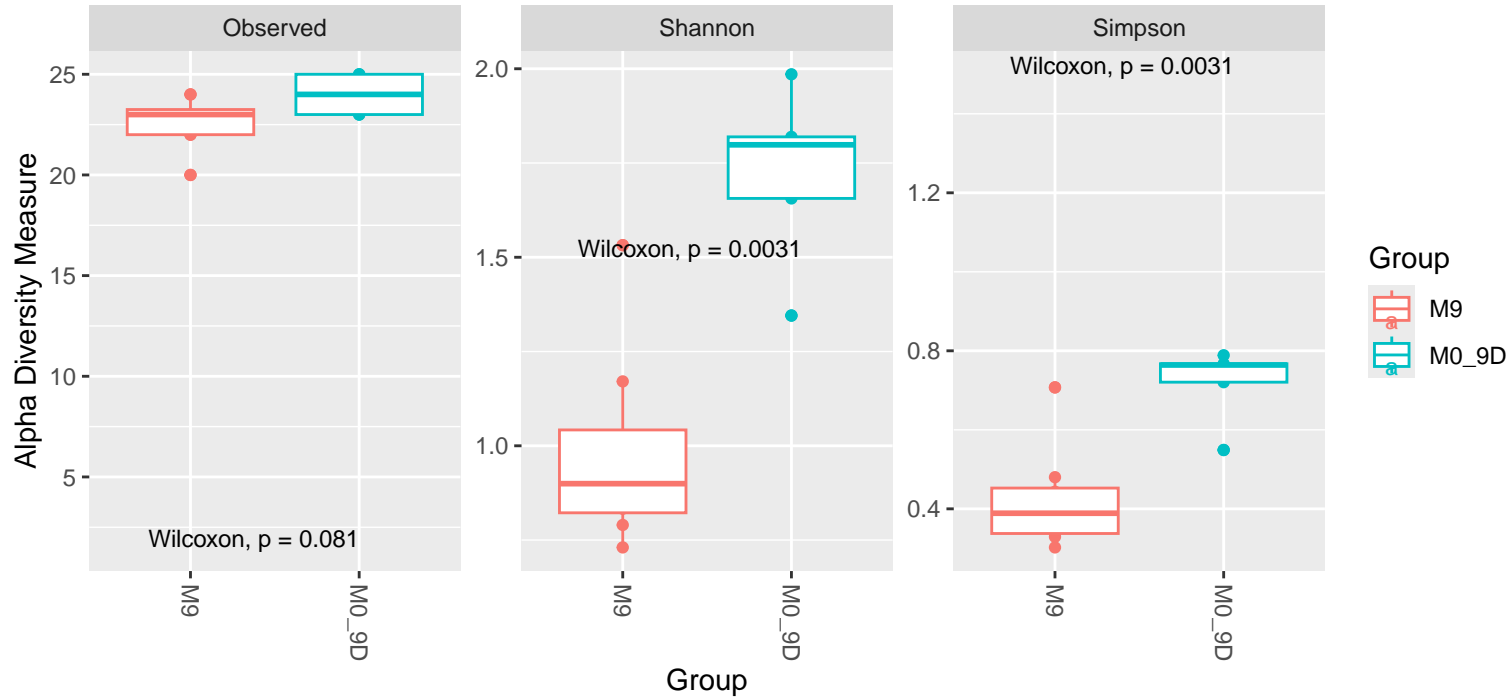 Observed
Shannon
Simpson
Alpha Diversity Measure
25
20
15
10
5
Wilcoxon, p = 0.081
M9
M0_9D
2.0
1.5
1.0
Wilcoxon, p = 0.0031
M9
M0_9D
1.2
0.8
0.4
Wilcoxon, p = 0.0031
M9
M0_9D
Group
Group
a
M9
a
M0_9D